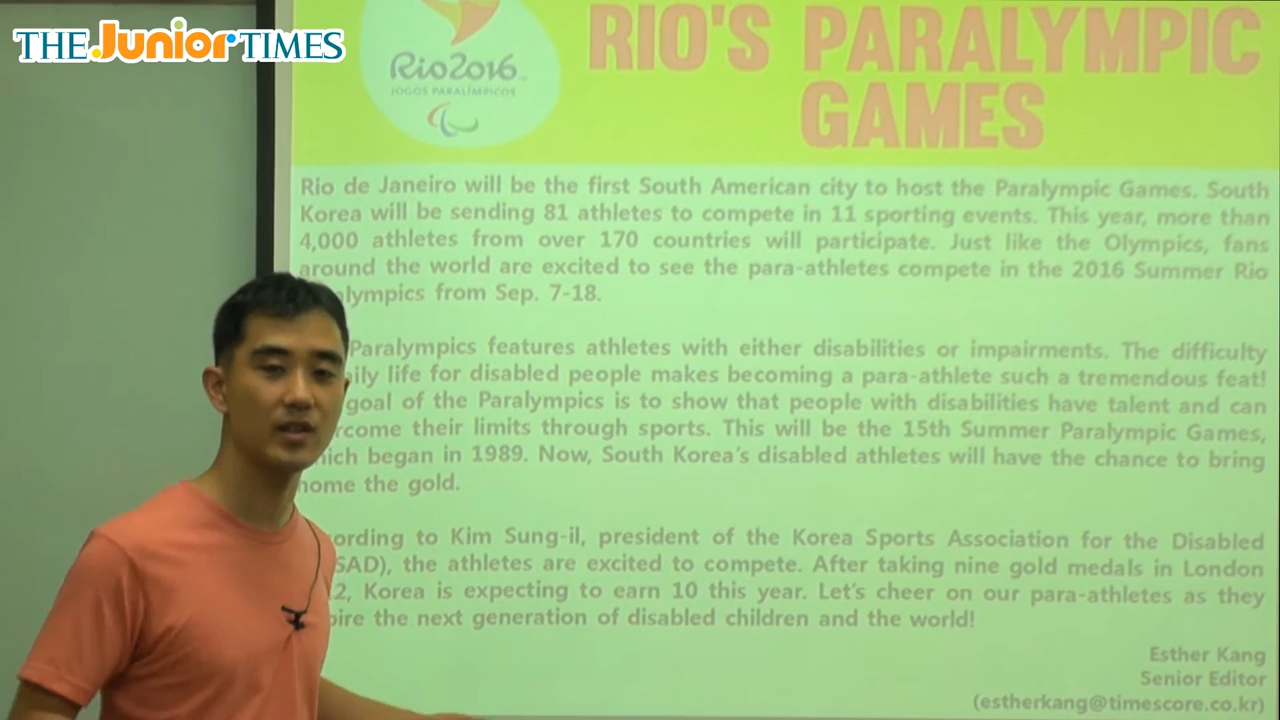 THE Junior TIMES
RIO'S PARALYMPIC
GAMES
Rio2016
JOGOS PARALÍMPICOS
Rio de Janeiro will be the first South American city to host the Paralympic Games. South
Korea will be sending 81 athletes to compete in 11 sporting events. This year, more than
4,000 athletes from over 170 countries will participate. Just like the Olympics, fans
around the world are excited to see the para-athletes compete in the 2016 Summer Rio
lympics from Sep. 7-18.
Paralympics features athletes with either disabilities or impairments. The difficulty
ily life for disabled people makes becoming a para-athlete such a tremendous feat!
goal of the Paralympics is to show that people with disabilities have talent and can
rcome their limits through sports. This will be the 15th Summer Paralympic Games,
hich began in 1989. Now, South Korea's disabled athletes will have the chance to bring
home the gold.
ording to Kim Sung-il, president of the Korea Sports Association for the Disabled
SAD), the athletes are excited to compete. After taking nine gold medals in London
2, Korea is expecting to earn 10 this year. Let's cheer on our para-athletes as they
pire the next generation of disabled children and the world!
Esther Kang
Senior Editor
(estherkang@timescore.co.kr)